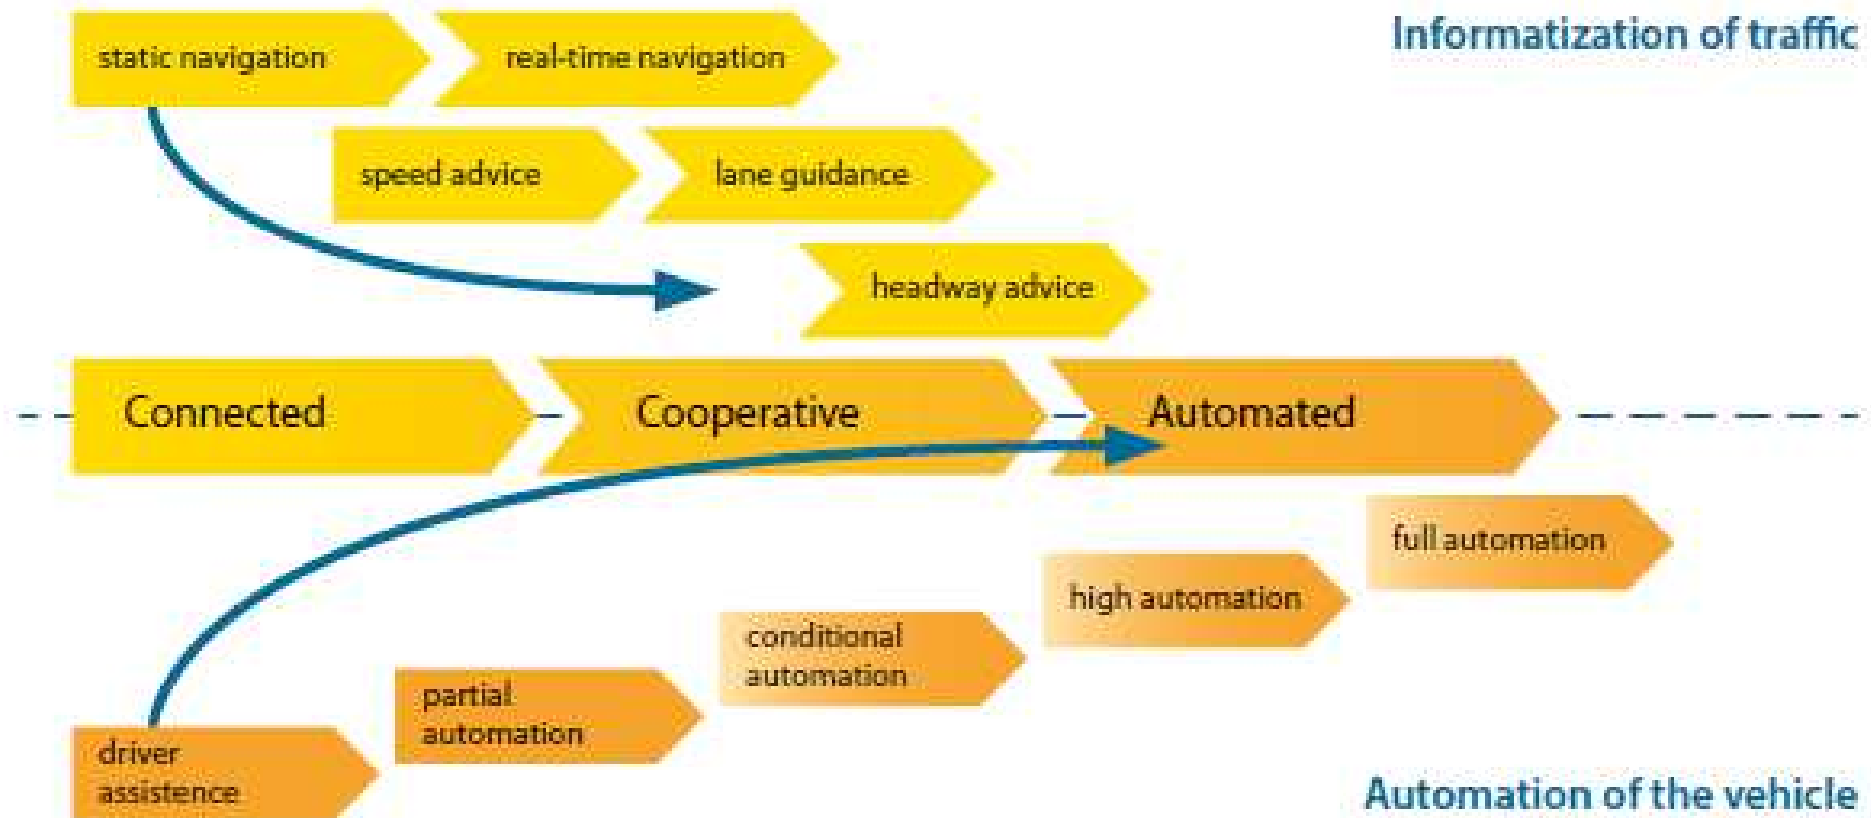 Informatization of traffic
static navigation
real-time navigation
speed advice
lane guidance
headway advice
Connected
Cooperative
Automated
full automation
high automation
conditional
automation
partial
automation
driver
assistence
Automation of the vehicle